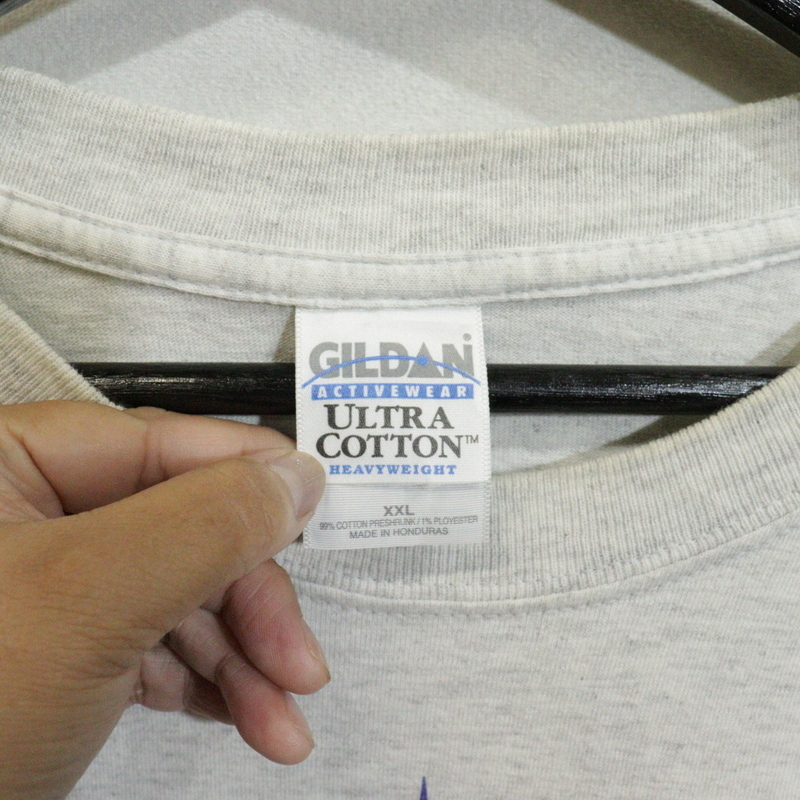 GILDAN®
ACTIVEWEAR
ULTRA
COTTON™
HEAVYWEIGHT
XXL
99% COTTON PRESHRUNK / 1% PLOYESTER
MADE IN HONDURAS